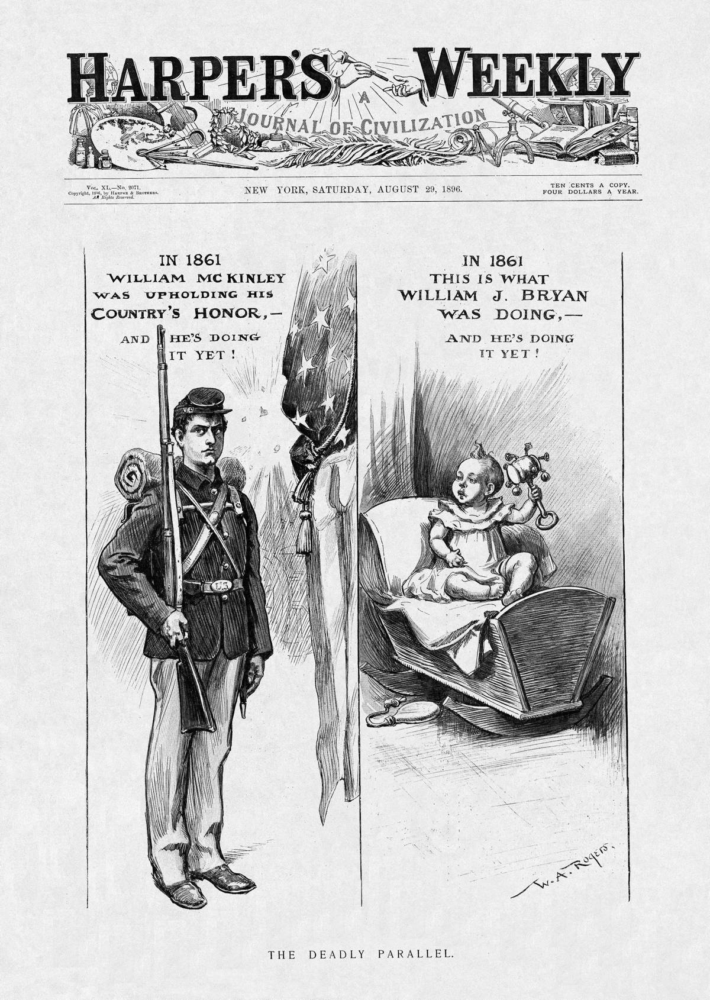 HARPER'S WEEKLY
A
JOURNAL OF CIVILIZATION
VOL. XL.—NO. 2071.
Copyright, 1896, by HARPER & BROTHERS.
All Rights Reserved.
NEW YORK, SATURDAY, AUGUST 29, 1896.
TEN CENTS A COPY.
FOUR DOLLARS A YEAR.
IN 1861
WILLIAM MCKINLEY
WAS UPHOLDING HIS
COUNTRY'S HONOR,—
AND HE'S DOING
IT YET!
US
IN 1861
THIS IS WHAT
WILLIAM J. BRYAN
WAS DOING,—
AND HE'S DOING
IT YET!
W. A. Rogers.
THE DEADLY PARALLEL.